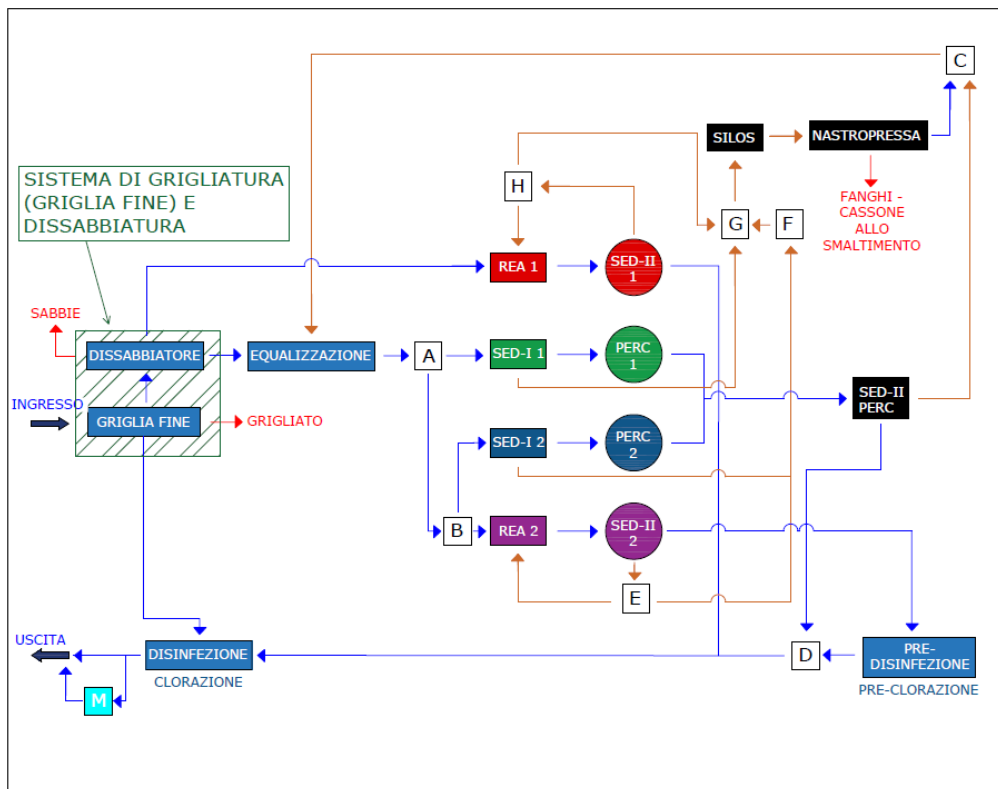 C
SILOS
NASTROPRESSA
SISTEMA DI GRIGLIATURA
(GRIGLIA FINE) E
DISSABBIATURA
H
FANGHI -
CASSONE
ALLO
SMALTIMENTO
G
F
REA 1
SED-II
1
SABBIE
DISSABBIATORE
EQUALIZZAZIONE
A
SED-I 1
PERC
1
INGRESSO
GRIGLIA FINE
GRIGLIATO
SED-II
PERC
SED-I 2
PERC
2
B
REA 2
SED-II
2
E
USCITA
DISINFEZIONE
CLORAZIONE
D
PRE-
DISINFEZIONE
PRE-CLORAZIONE
M